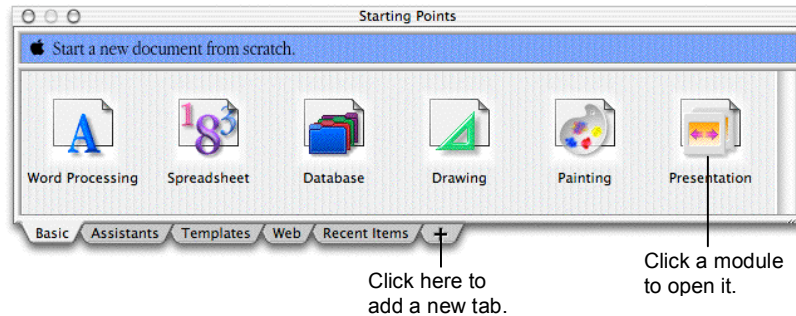 Starting Points
Start a new document from scratch.
183
A
Word Processing Spreadsheet Database Drawing Painting Presentation
Basic Assistants Templates Web Recent Items +
Click here to
add a new tab.
Click a module
to open it.